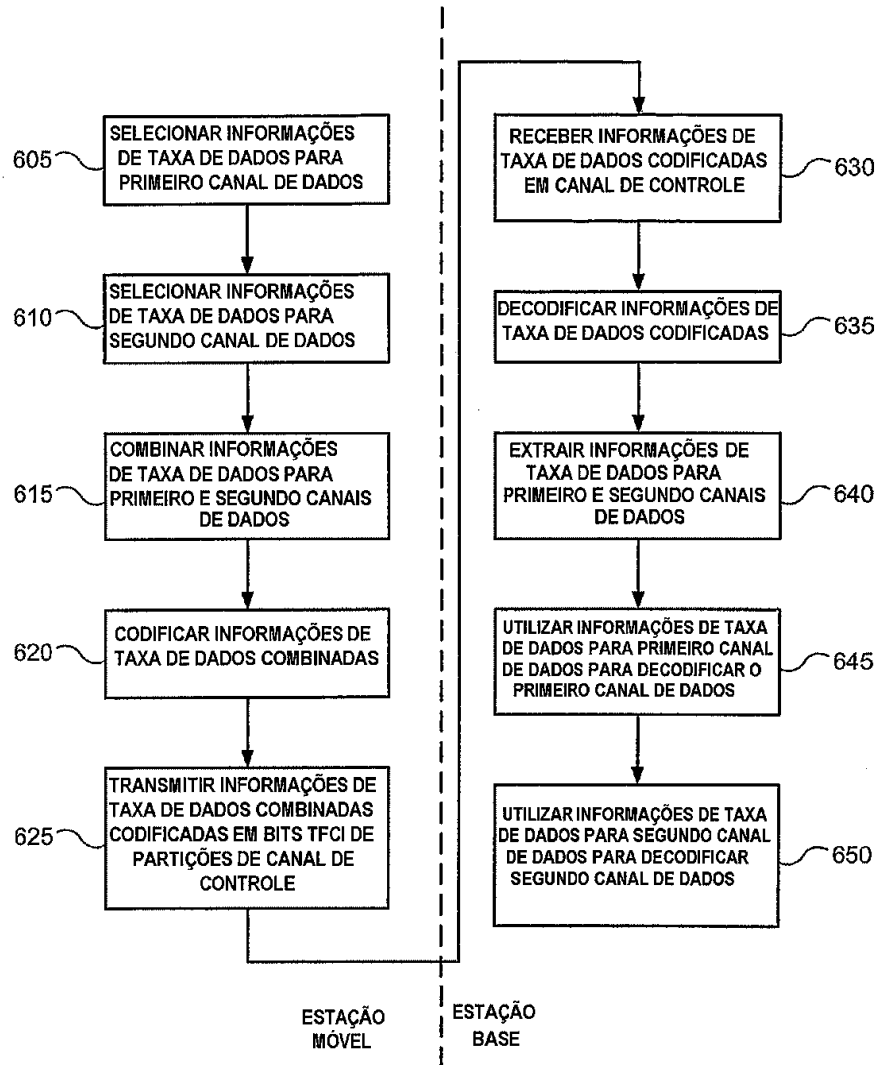 605
SELECIONAR INFORMAÇÕES
DE TAXA DE DADOS PARA
PRIMEIRO CANAL DE DADOS
610
SELECIONAR INFORMAÇÕES
DE TAXA DE DADOS PARA
SEGUNDO CANAL DE DADOS
615
COMBINAR INFORMAÇÕES
DE TAXA DE DADOS PARA
PRIMEIRO E SEGUNDO CANAIS
DE DADOS
620
CODIFICAR INFORMAÇÕES DE
TAXA DE DADOS COMBINADAS
625
TRANSMITIR INFORMAÇÕES DE
TAXA DE DADOS COMBINADAS
CODIFICADAS EM BITS TFCI DE
PARTIÇÕES DE CANAL DE
CONTROLE
ESTAÇÃO
MÓVEL
RECEBER INFORMAÇÕES DE
TAXA DE DADOS CODIFICADAS
EM CANAL DE CONTROLE
630
DECODIFICAR INFORMAÇÕES DE
TAXA DE DADOS CODIFICADAS
635
EXTRAIR INFORMAÇÕES DE
TAXA DE DADOS PARA
PRIMEIRO E SEGUNDO CANAIS
DE DADOS
640
UTILIZAR INFORMAÇÕES DE TAXA
DE DADOS PARA PRIMEIRO CANAL
DE DADOS PARA DECODIFICAR O
PRIMEIRO CANAL DE DADOS
645
UTILIZAR INFORMAÇÕES DE TAXA
DE DADOS PARA SEGUNDO CANAL
DE DADOS PARA DECODIFICAR
SEGUNDO CANAL DE DADOS
650
ESTAÇÃO
BASE